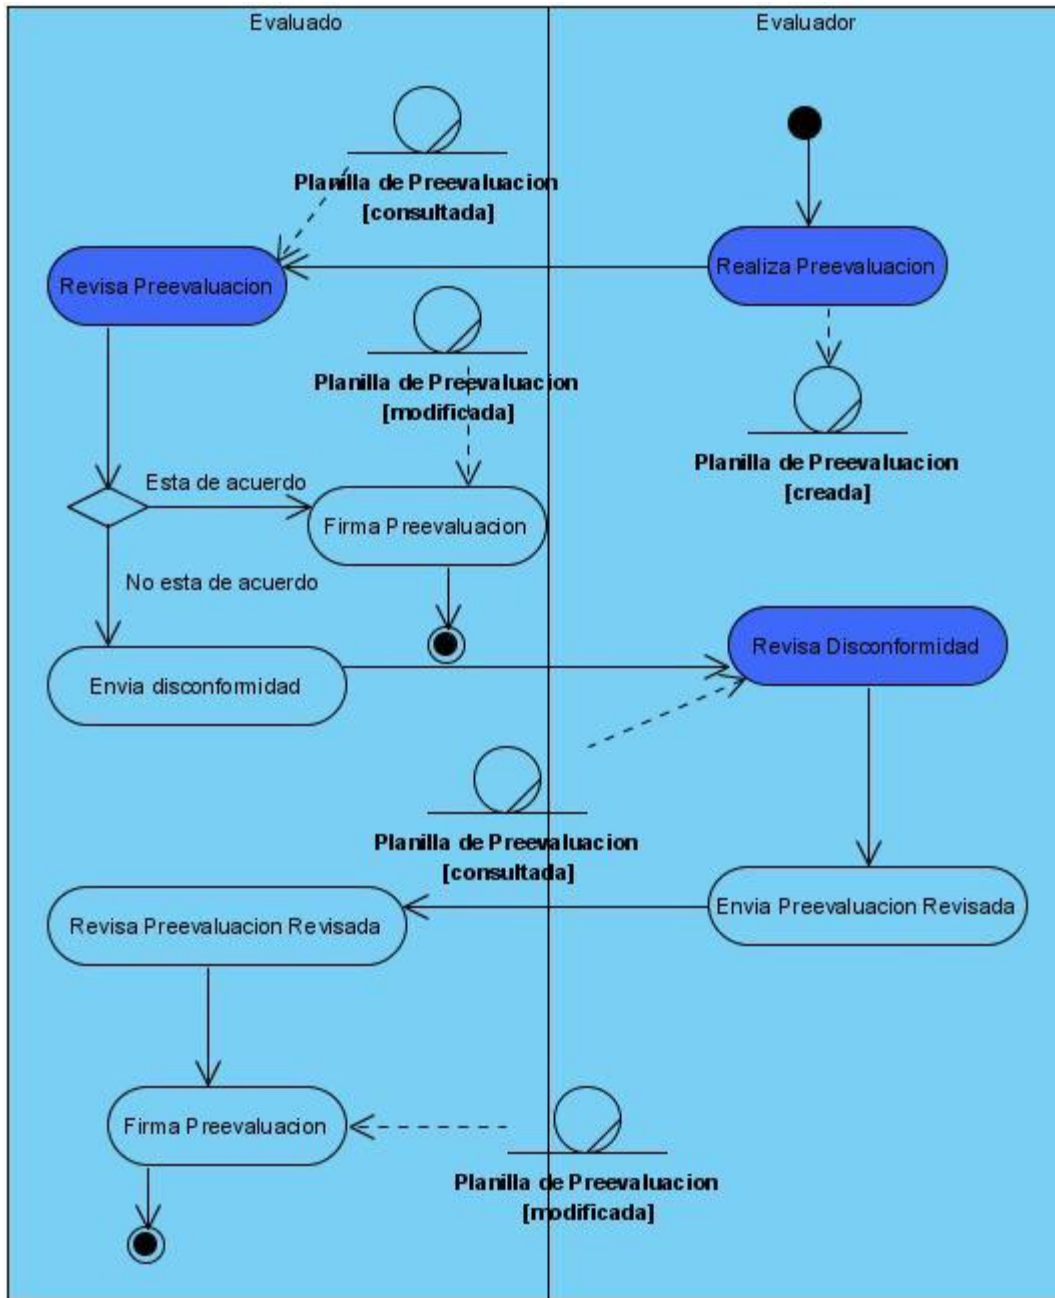 Evaluado
Evaluador
Planilla de Preevaluacion
[consultada]
Realiza Preevaluacion
Revisa Preevaluacion
Planilla de Preevaluacion
[modificada]
Planilla de Preevaluacion
[creada]
Esta de acuerdo
Firma Preevaluacion
No esta de acuerdo
Revisa Disconformidad
Envia disconformidad
Planilla de Preevaluacion
[consultada]
Envia Preevaluacion Revisada
Revisa Preevaluacion Revisada
Firma Preevaluacion
Planilla de Preevaluacion
[modificada]